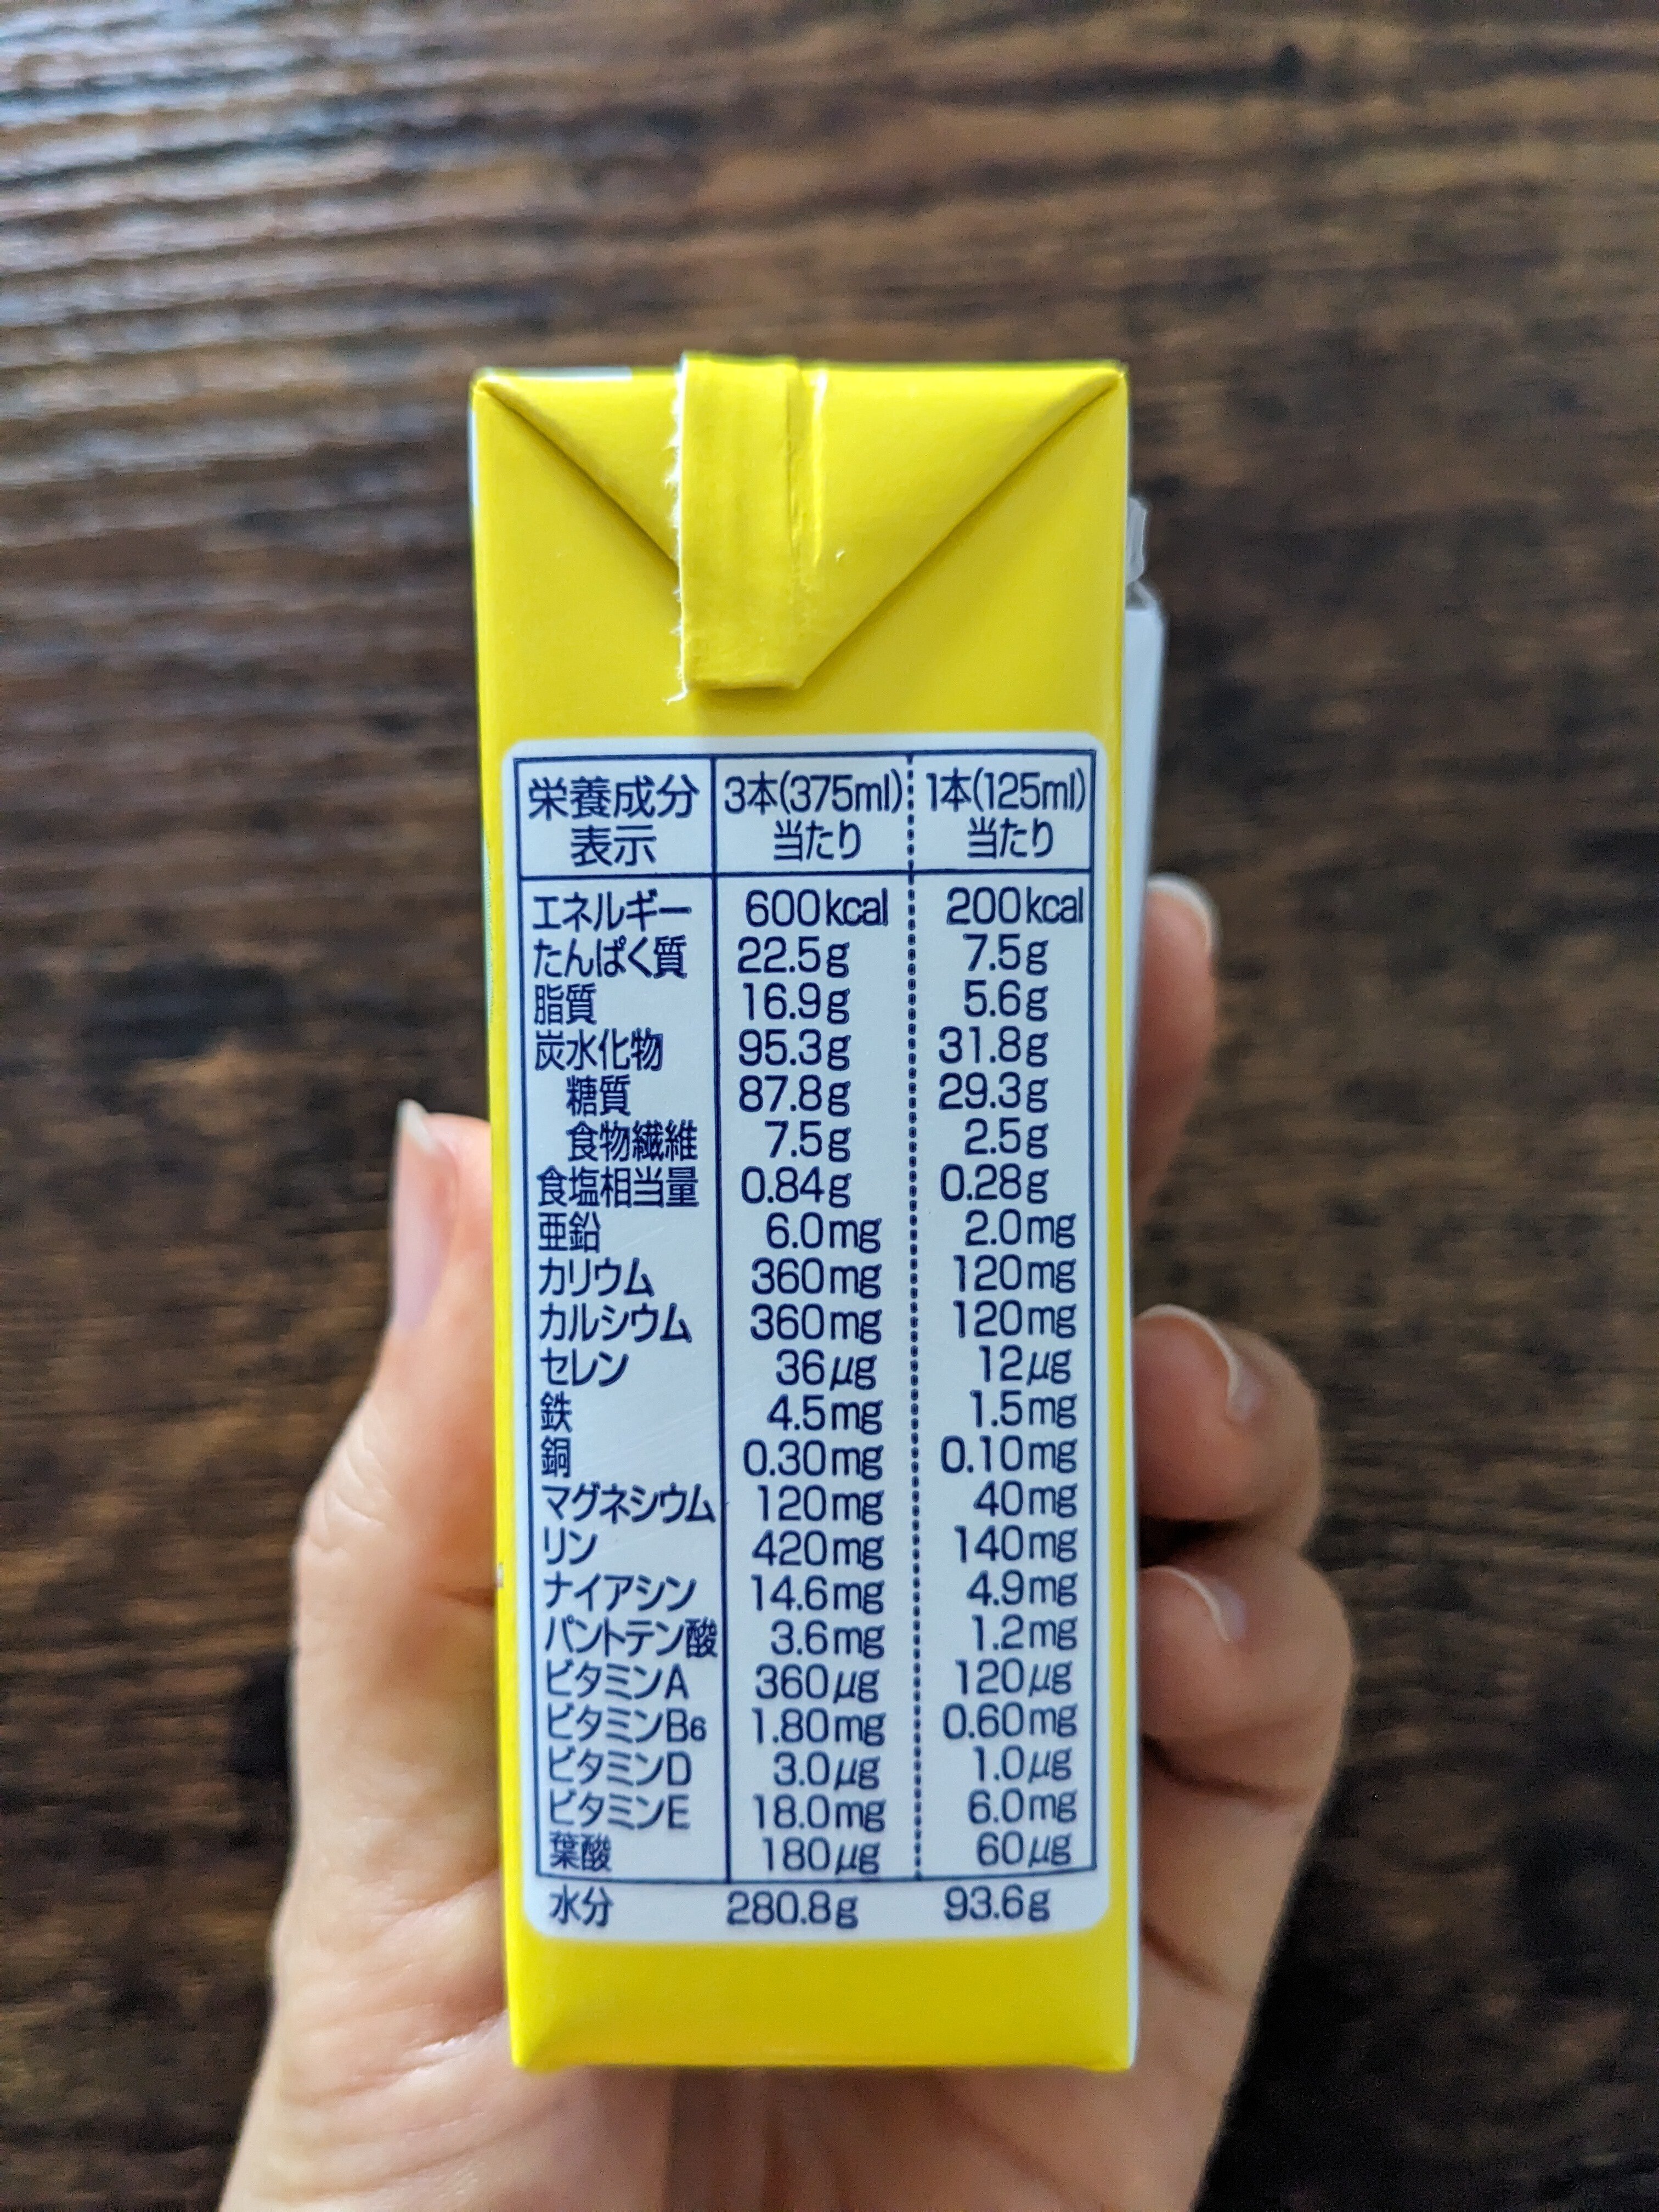 栄養成分表示 3本(375ml)当たり 1本(125ml)当たり
エネルギー 600kcal 200kcal
たんぱく質 22.5g 7.5g
脂質 16.9g 5.6g
炭水化物 95.3g 31.8g
糖質 87.8g 29.3g
食物繊維 7.5g 2.5g
食塩相当量 0.84g 0.28g
亜鉛 6.0mg 2.0mg
カリウム 360mg 120mg
カルシウム 360mg 120mg
セレン 36μg 12μg
鉄 4.5mg 1.5mg
銅 0.30mg 0.10mg
マグネシウム 120mg 40mg
リン 420mg 140mg
ナイアシン 14.6mg 4.9mg
パントテン酸 3.6mg 1.2mg
ビタミンA 360μg 120μg
ビタミンB6 1.80mg 0.60mg
ビタミンD 3.0μg 1.0μg
ビタミンE 18.0mg 6.0mg
葉酸 180μg 60μg
水分 280.8g 93.6g